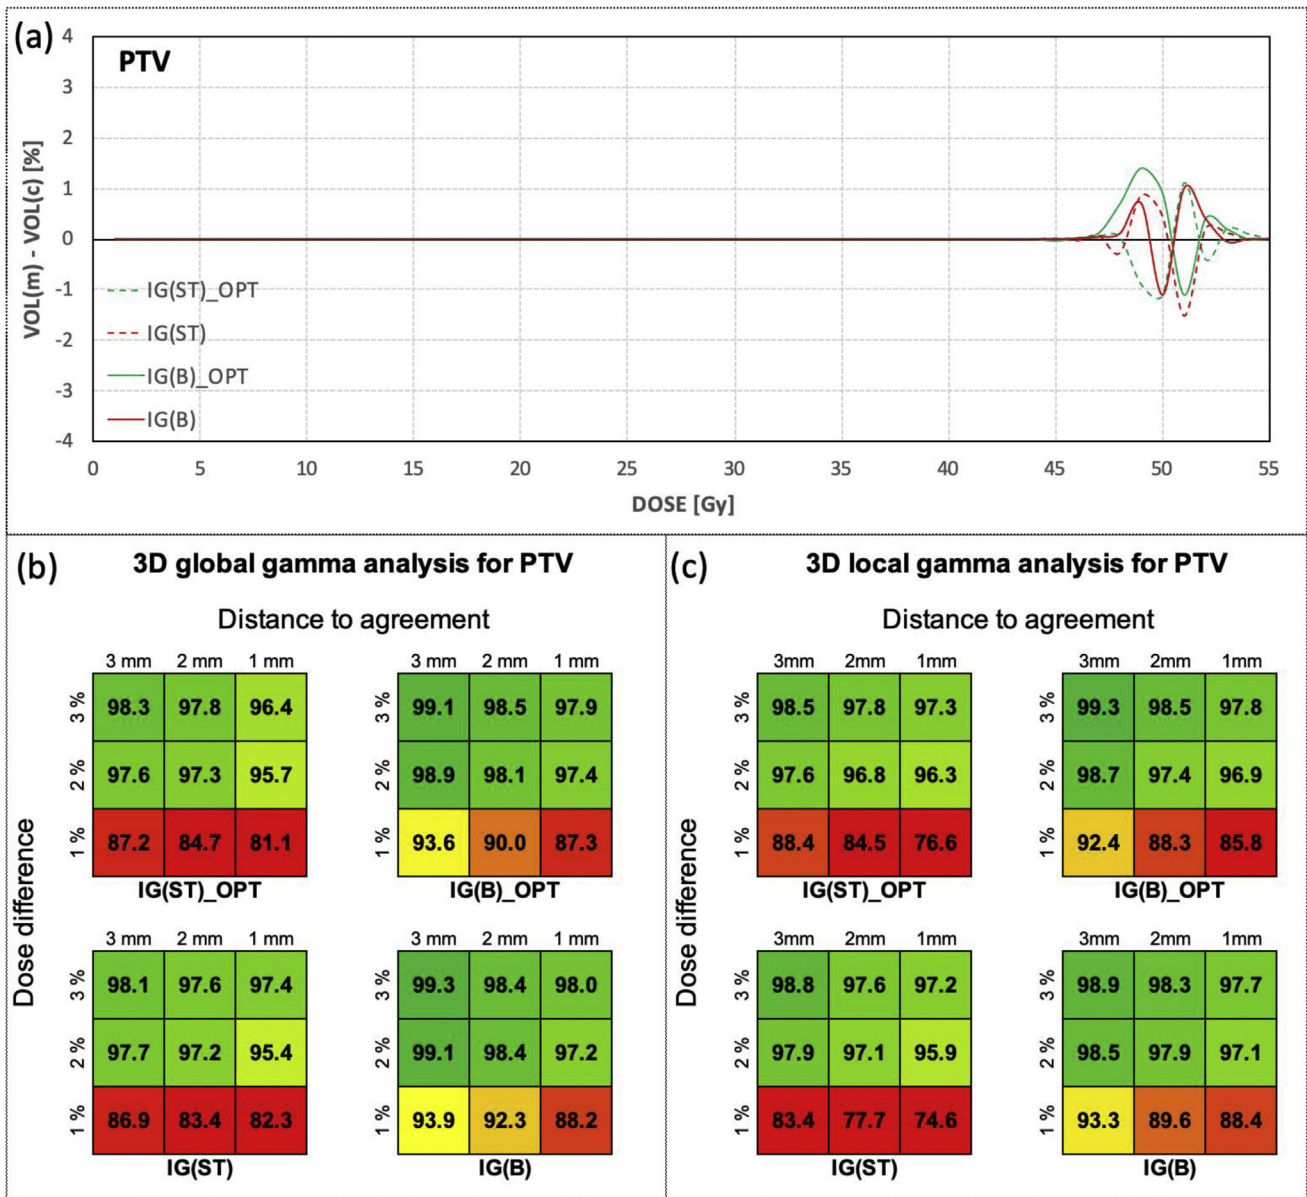 (a)
PTV
4
3
2
1
0
-1
-2
-3
-4
VOL(m) - VOL(c) [%]
IG(ST)_OPT
IG(ST)
IG(B)_OPT
IG(B)
0 5 10 15 20 25 30 35 40 45 50 55
DOSE [Gy]
(b) 3D global gamma analysis for PTV
Distance to agreement
Dose difference
3 mm 2 mm 1 mm
3 % 98.3 97.8 96.4
2 % 97.6 97.3 95.7
1 % 87.2 84.7 81.1
IG(ST)_OPT
3 mm 2 mm 1 mm
3 % 99.1 98.5 97.9
2 % 98.9 98.1 97.4
1 % 93.6 90.0 87.3
IG(B)_OPT
3 mm 2 mm 1 mm
3 % 98.1 97.6 97.4
2 % 97.7 97.2 95.4
1 % 86.9 83.4 82.3
IG(ST)
3 mm 2 mm 1 mm
3 % 99.3 98.4 98.0
2 % 99.1 98.4 97.2
1 % 93.9 92.3 88.2
IG(B)
(c) 3D local gamma analysis for PTV
Distance to agreement
Dose difference
3mm 2mm 1mm
3 % 98.5 97.8 97.3
2 % 97.6 96.8 96.3
1 % 88.4 84.5 76.6
IG(ST)_OPT
3mm 2mm 1mm
3 % 99.3 98.5 97.8
2 % 98.7 97.4 96.9
1 % 92.4 88.3 85.8
IG(B)_OPT
3mm 2mm 1mm
3 % 98.8 97.6 97.2
2 % 97.9 97.1 95.9
1 % 83.4 77.7 74.6
IG(ST)
3mm 2mm 1mm
3 % 98.9 98.3 97.7
2 % 98.5 97.9 97.1
1 % 93.3 89.6 88.4
IG(B)